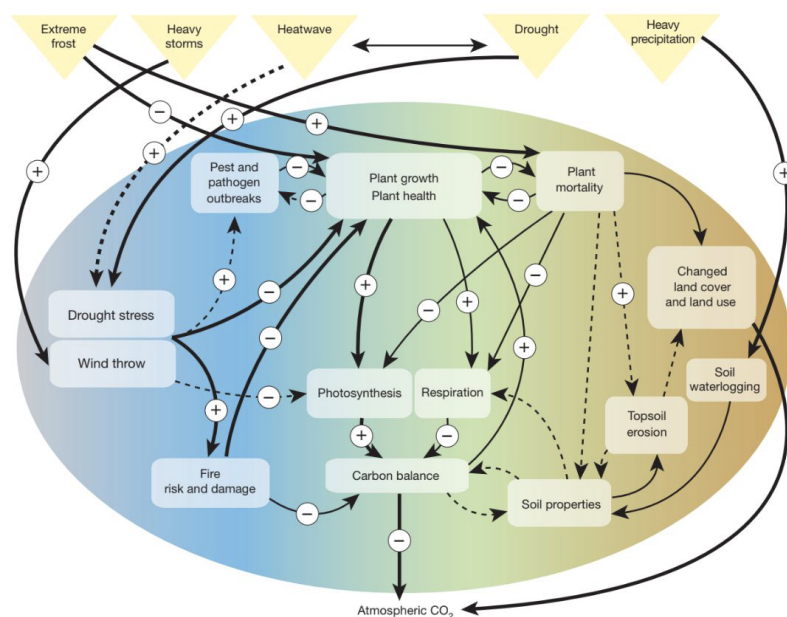 Extreme
frost
Heavy
storms
Heatwave
Drought
Heavy
precipitation
−
+
+
+
+
+
Pest and
pathogen
outbreaks
−
−
Plant growth
Plant health
−
−
Plant
mortality
Changed
land cover
and land use
+
−
+
+
−
−
+
Drought stress
Wind throw
−
−
+
−
Photosynthesis
Respiration
+
Soil
waterlogging
Topsoil
erosion
+
−
Fire
risk and damage
−
Carbon balance
Soil properties
−
Atmospheric CO₂